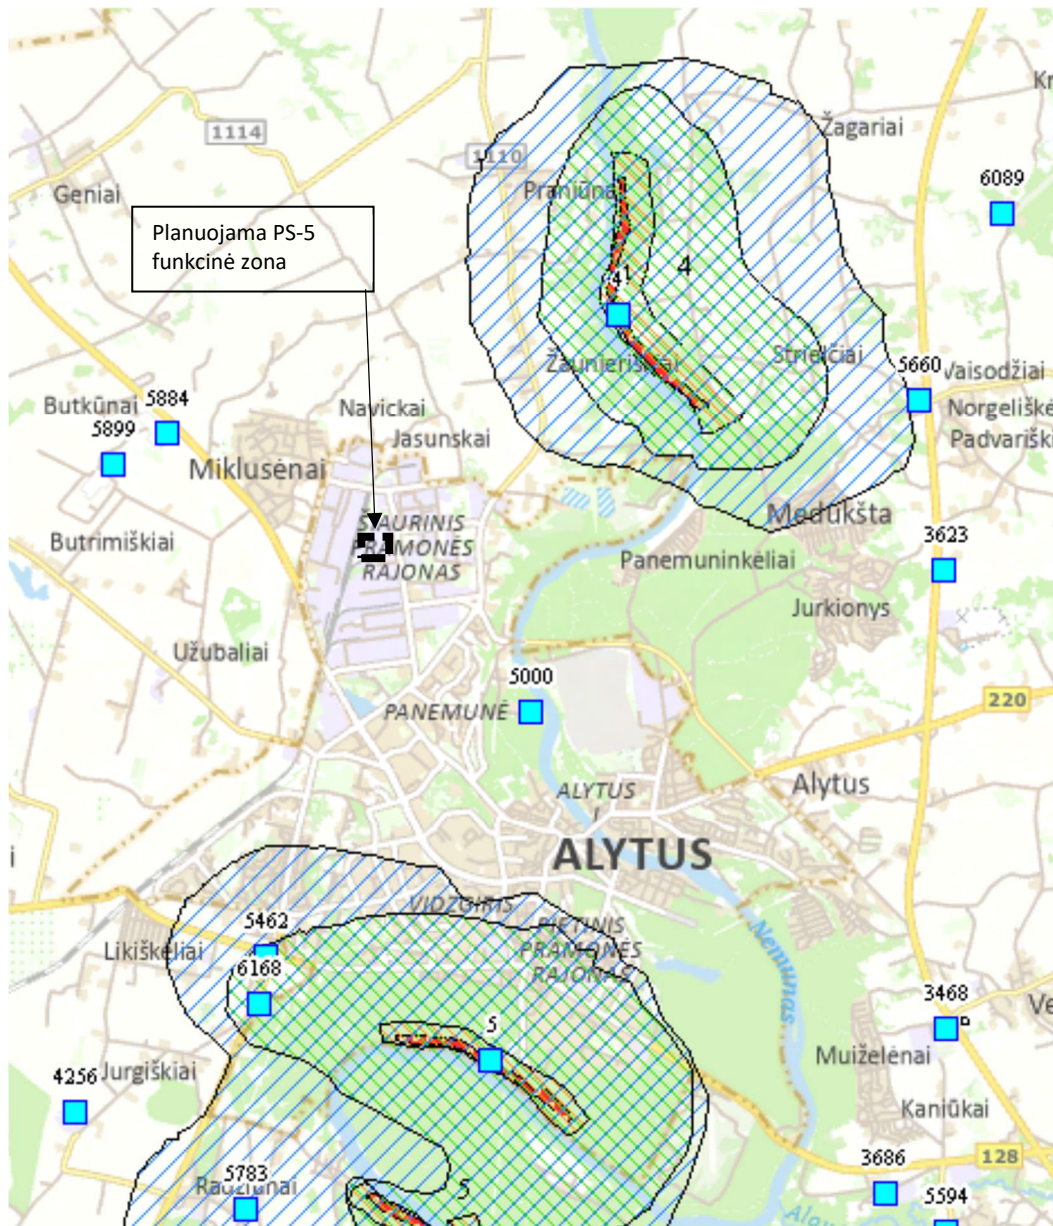 Kr
1114
Žagariai
1110
Geniai
Praniūna
6089
Planuojama PS-5
funkcinė zona
4
41
Žaunieriškiai
Strielčiai
5660
Vaisodžiai
Butkūnai
5884
Navickai
Norgelišké
5899
Jasunskai
Padvariški
Miklusėnai
Medukšta
ŠIAURINIS
PRAMONĖS
RAJONAS
3623
Butrimiškiai
Panemuninkėliai
Jurkionys
Užubaliai
5000
220
PANEMUNĖ
Alytus
ALYTUS
I
ALYTUS
VIDZGIRIS
5462
PIETINIS
PRAMONĖS
RAJONAS
Likiškėliai
Nemunas
6168
3468
Ve
5
Muiželėnai
4256
Jurgiškiai
Kaniūkai
3686
128
5783
Radžiūnai
5
5594